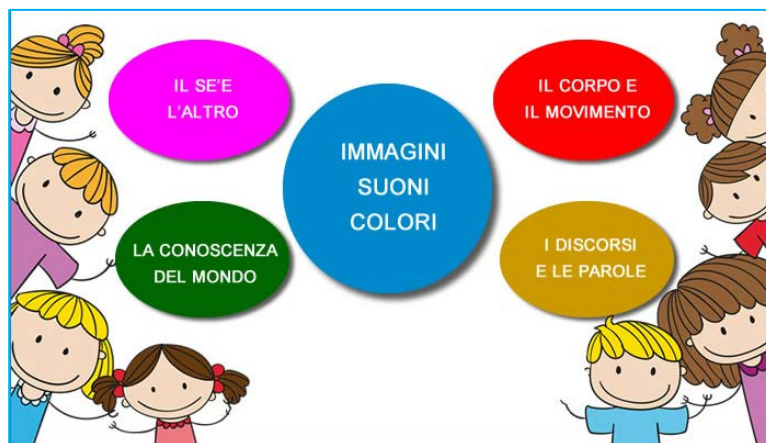 IL SE'E
L'ALTRO
IMMAGINI
SUONI
COLORI
IL CORPO E
IL MOVIMENTO
LA CONOSCENZA
DEL MONDO
I DISCORSI
E LE PAROLE